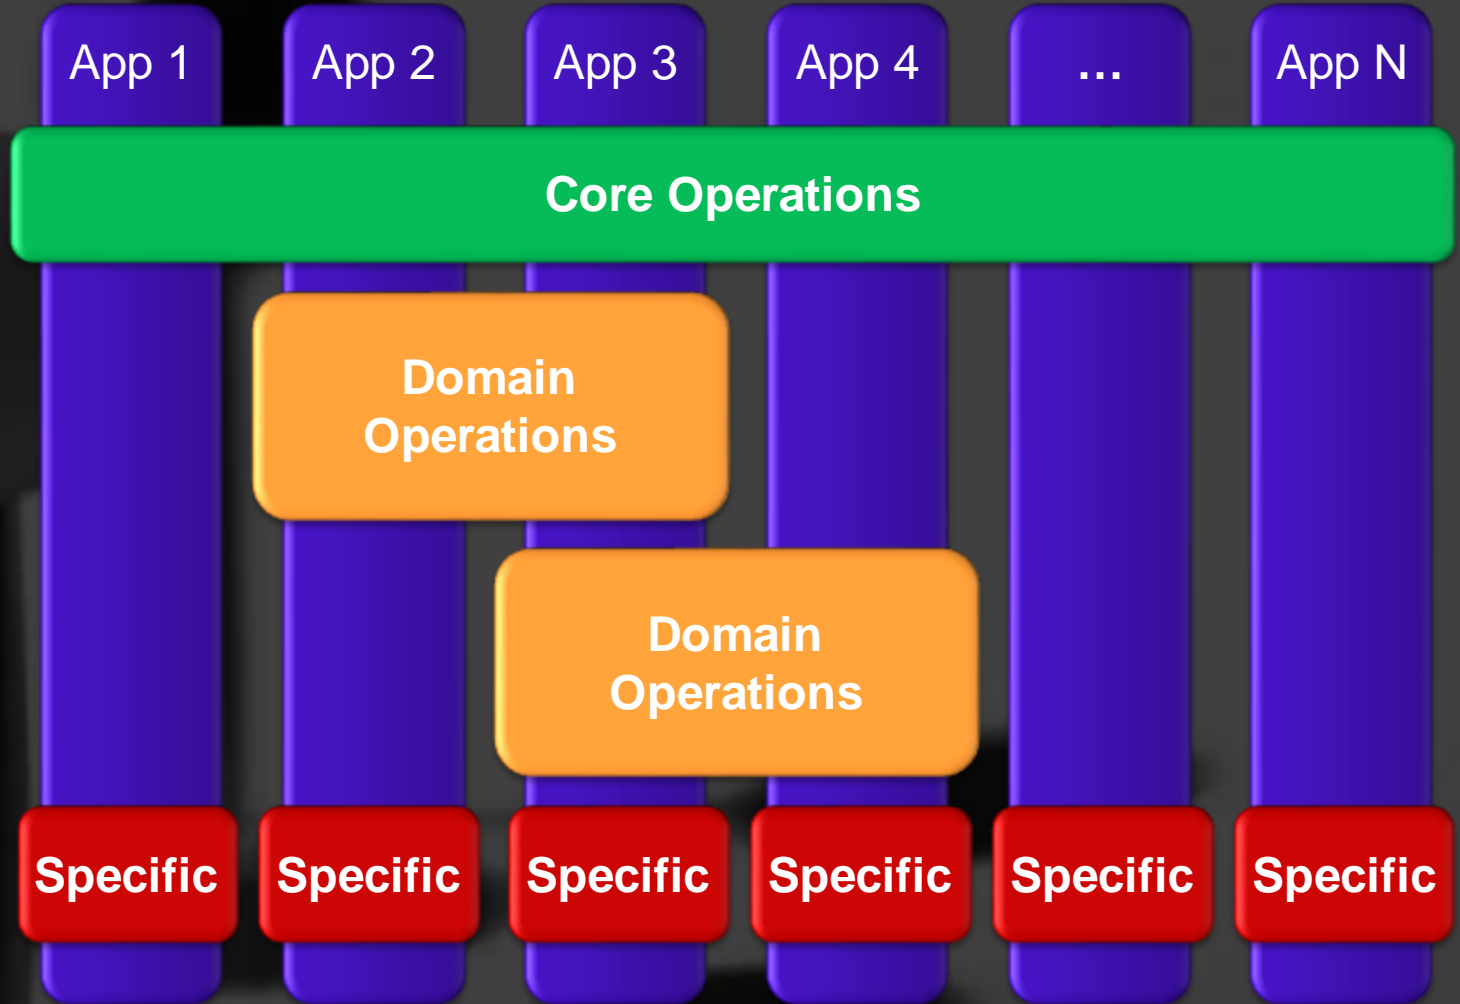 App 1
App 2
App 3
App 4
...
App N
Core Operations
Domain
Operations
Domain
Operations
Specific
Specific
Specific
Specific
Specific
Specific